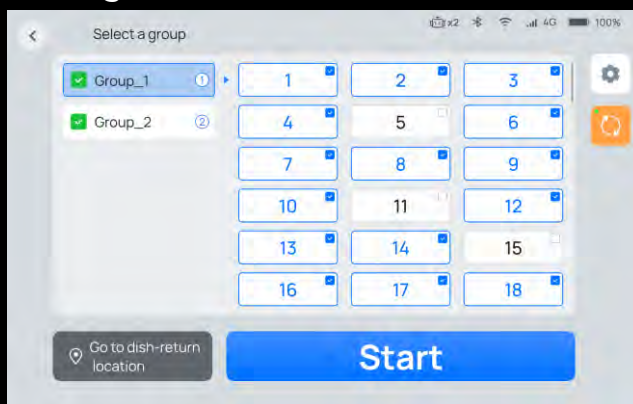 x2 4G 100%
Select a group
Group_1 1
1 2 3
Group_2 2
4 5 6
7 8 9
10 11 12
13 14 15
16 17 18
Go to dish-return
location
Start